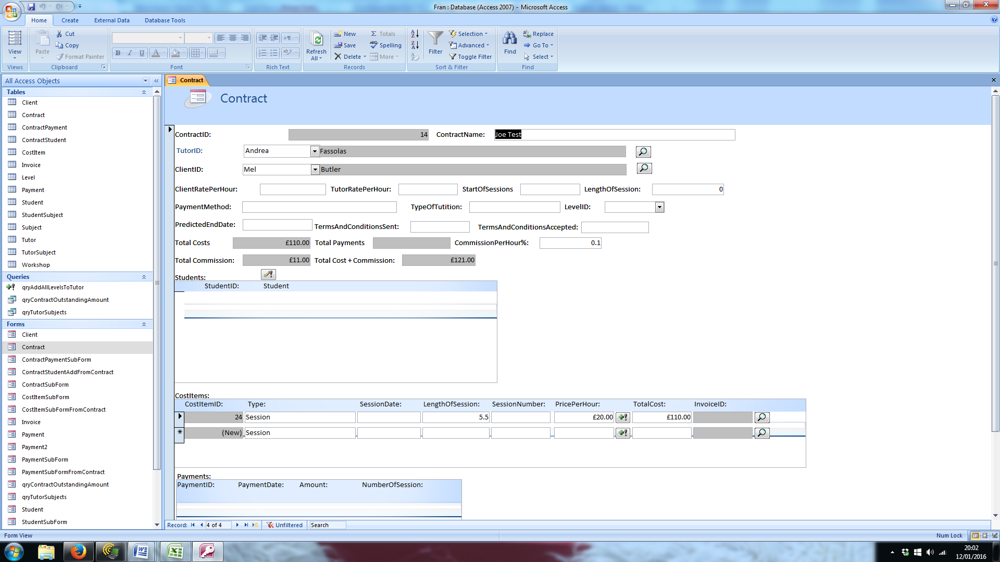 Fran : Database (Access 2007) - Microsoft Access
Home Create External Data Database Tools
View
Views
Paste
Cut
Copy
Format Painter
Clipboard
B I U A
Font
Rich Text
Refresh All
New
Save
Delete
Totals
Spelling
More
Records
Filter
Selection
Advanced
Toggle Filter
Sort & Filter
Find
Replace
Go To
Select
Find
All Access Objects
Tables
Client
Contract
ContractPayment
ContractStudent
CostItem
Invoice
Level
Payment
Student
StudentSubject
Subject
Tutor
TutorSubject
Workshop
Queries
qryAddAllLevelsToTutor
qryContractOutstandingAmount
qryTutorSubjects
Forms
Client
Contract
ContractPaymentSubForm
ContractStudentAddFromContract
ContractSubForm
CostItemSubForm
CostItemSubFormFromContract
Invoice
Payment
Payment2
PaymentSubForm
PaymentSubFormFromContract
qryContractOutstandingAmount
qryTutorSubjects
Student
StudentSubForm
Contract
Contract
ContractID: 14 ContractName: Joe Test
TutorID: Andrea Fassolas
ClientID: Mel Butler
ClientRatePerHour: TutorRatePerHour: StartOfSessions LengthOfSession: 0
PaymentMethod: TypeOfTutition: LevelID:
PredictedEndDate: TermsAndConditionsSent: TermsAndConditionsAccepted:
Total Costs £110.00 Total Payments CommissionPerHour%: 0.1
Total Commission: £11.00 Total Cost + Commission: £121.00
Students:
StudentID: Student
CostItems:
CostItemID: Type: SessionDate: LengthOfSession: SessionNumber: PricePerHour: TotalCost: InvoiceID:
24 Session 5.5 £20.00 £110.00
(New) Session
Payments:
PaymentID: PaymentDate: Amount: NumberOfSession:
Record: 4 of 4 Unfiltered Search
Form View Num Lock
20:02
12/01/2016